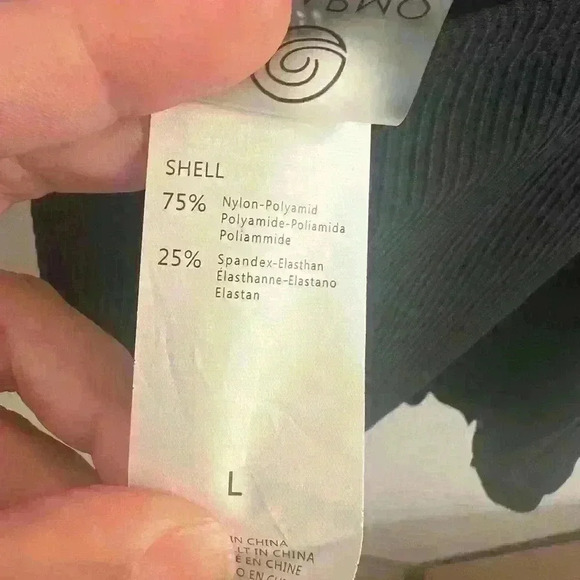 SHELL
75% Nylon-Polyamid
Polyamide-Poliamida
Poliammide
25% Spandex-Elasthan
Élasthanne-Elastano
Elastan
L
IN CHINA
LT IN CHINA
E EN CHINE
O EN